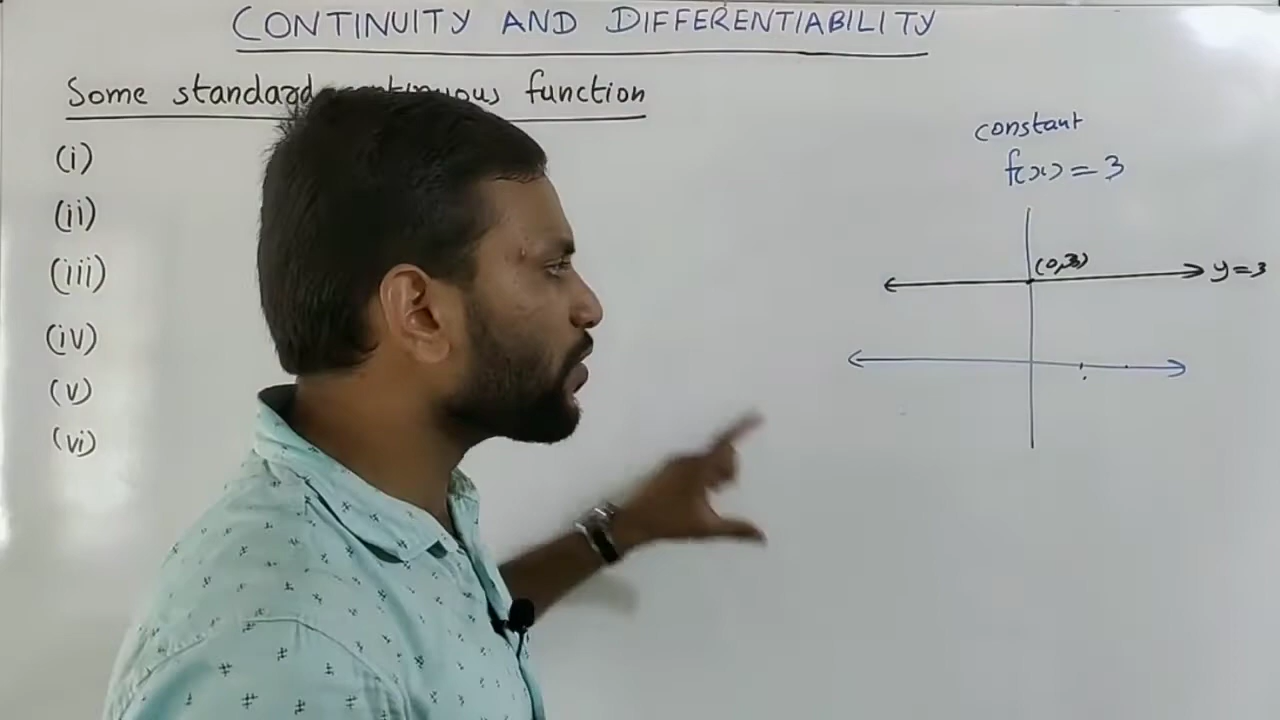 CONTINUITY AND DIFFERENTIABILITY
Some standard continuous function
(i)
(ii)
(iii)
(iv)
(v)
(vi)
constant
f(x) = 3
(0,3)
y=3